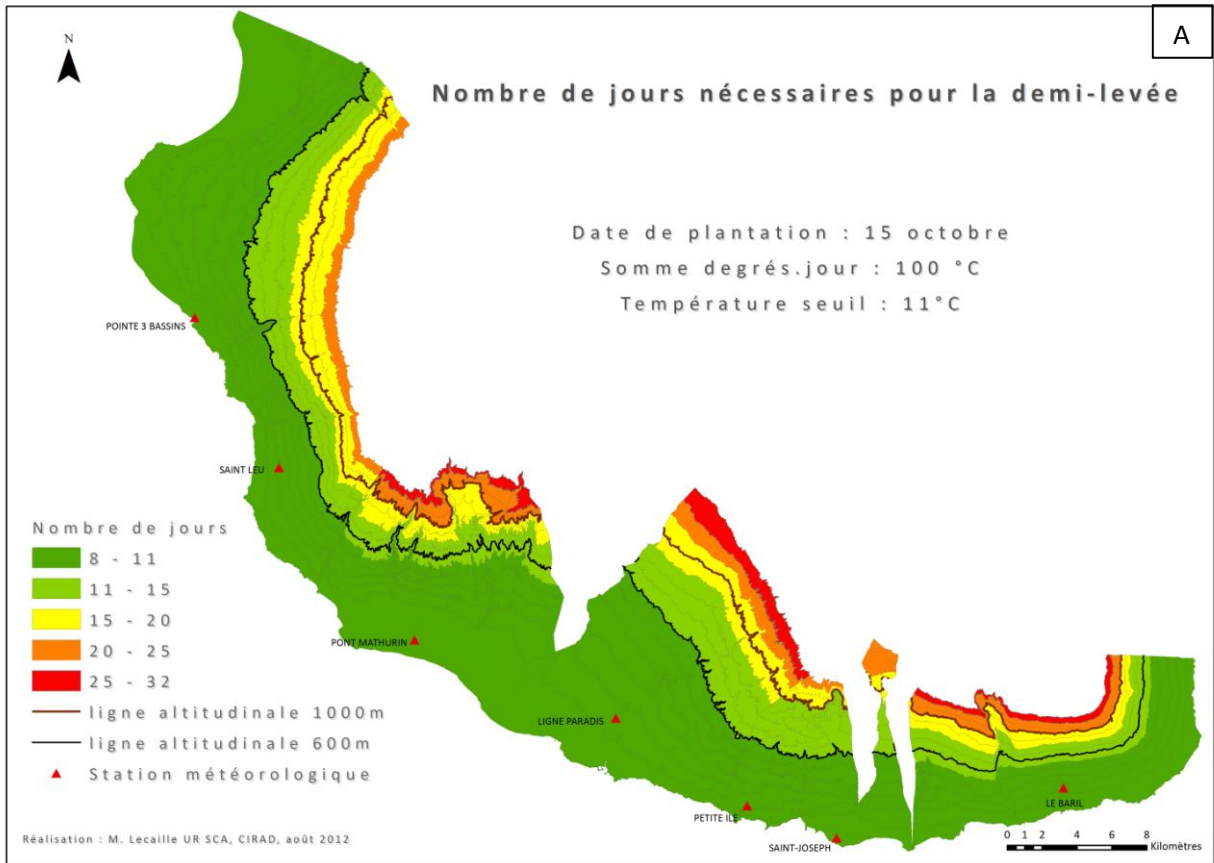 A
N
Nombre de jours nécessaires pour la demi-levée
Date de plantation : 15 octobre
Somme degrés.jour : 100 °C
Température seuil : 11°C
POINTE 3 BASSINS
SAINT LEU
PONT MATHURIN
LIGNE PARADIS
PETITE ILE
SAINT-JOSEPH
LE BARIL
Nombre de jours
8 - 11
11 - 15
15 - 20
20 - 25
25 - 32
ligne altitudinale 1000m
ligne altitudinale 600m
Station météorologique
Réalisation : M. Lecaille UR SCA, CIRAD, août 2012
0 1 2 4 6 8
Kilomètres